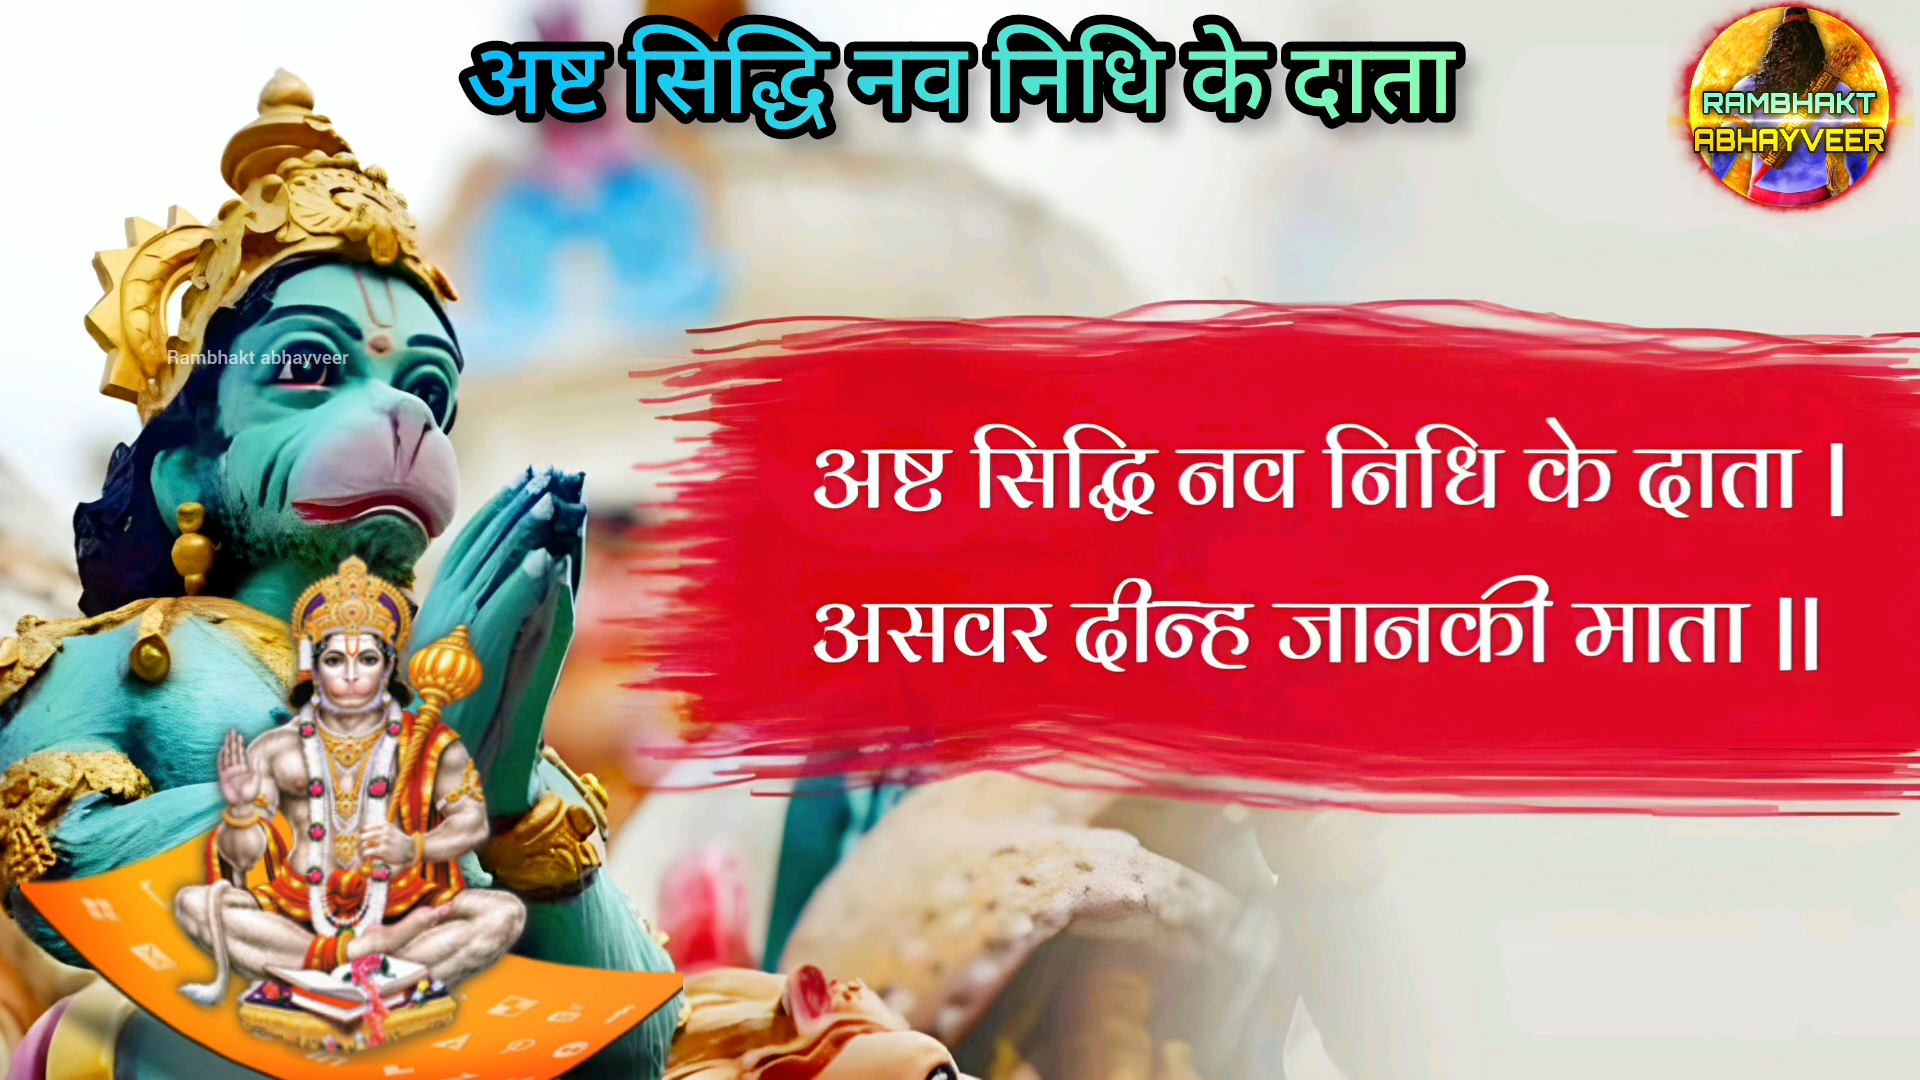 अष्ट सिद्धि नव निधि के दाता
RAMBHAKT
ABHAYVEER
Rambhakt abhayveer
अष्ट सिद्धि नव निधि के दाता |
असवर दीन्ह जानकी माता ||